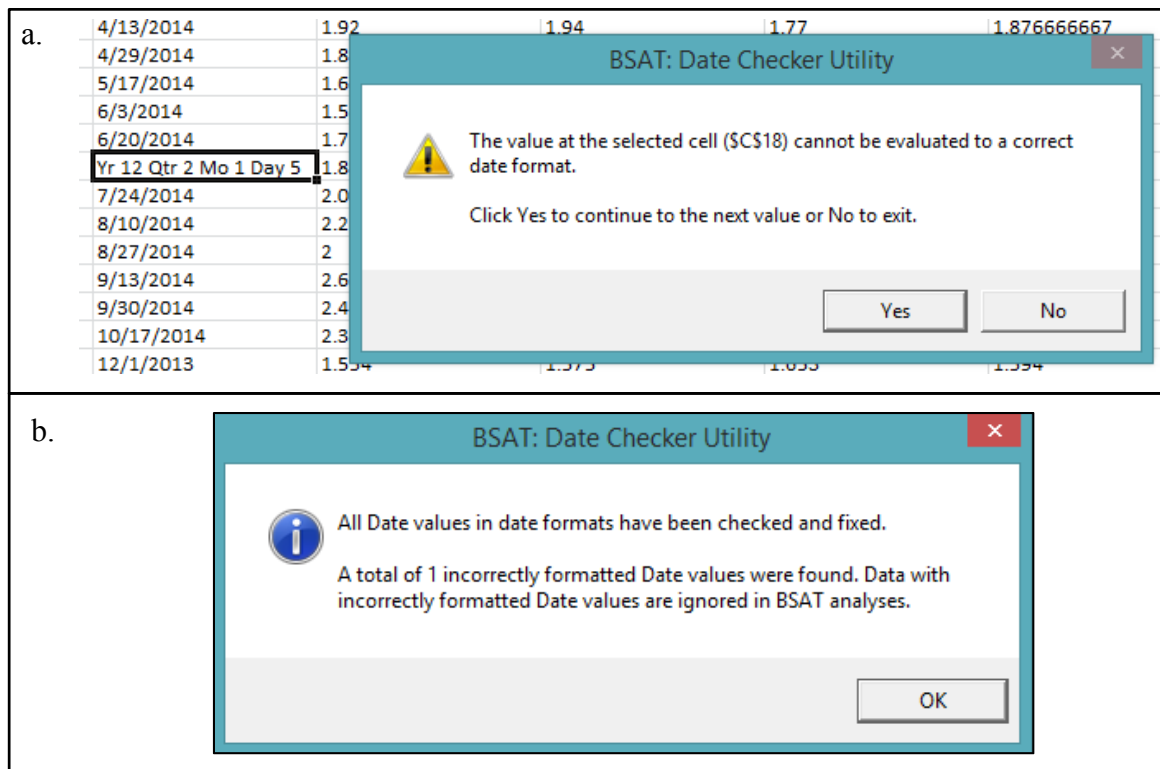 a.
4/13/2014 1.92 1.94 1.77 1.876666667
4/29/2014 1.8
5/17/2014 1.6
6/3/2014 1.5
6/20/2014 1.7
Yr 12 Qtr 2 Mo 1 Day 5 1.8
7/24/2014 2.0
8/10/2014 2.2
8/27/2014 2
9/13/2014 2.6
9/30/2014 2.4
10/17/2014 2.3
12/1/2013
BSAT: Date Checker Utility
The value at the selected cell ($C$18) cannot be evaluated to a correct
date format.
Click Yes to continue to the next value or No to exit.
Yes No
b.
BSAT: Date Checker Utility
All Date values in date formats have been checked and fixed.
A total of 1 incorrectly formatted Date values were found. Data with
incorrectly formatted Date values are ignored in BSAT analyses.
OK